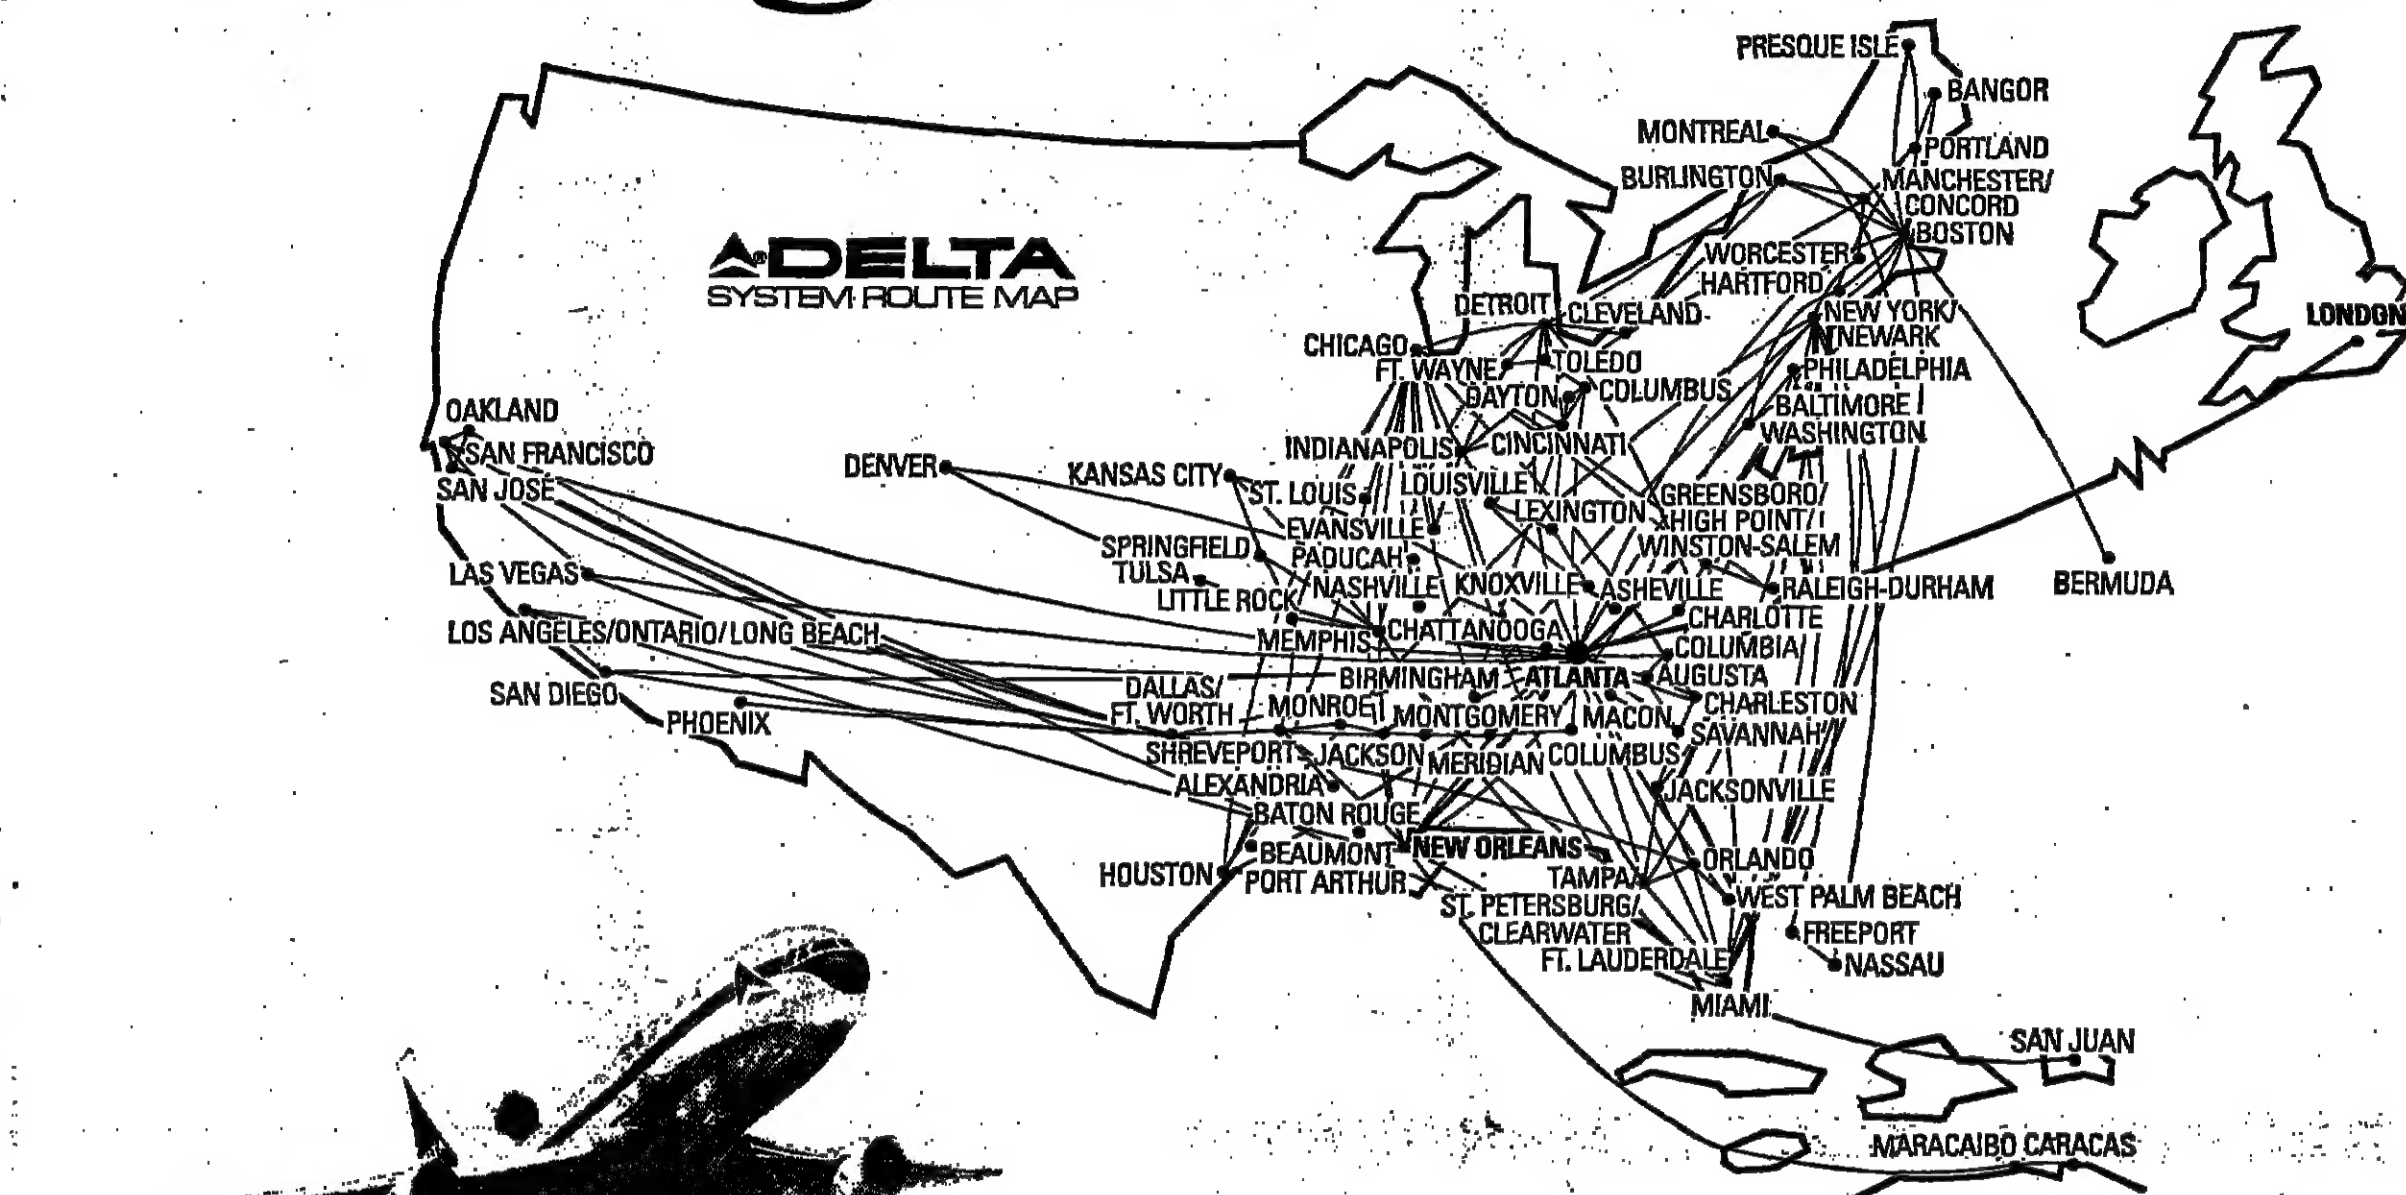 PRESQUE ISLE
BANGOR
MONTREAL
PORTLAND
BURLINGTON
MANCHESTER/
CONCORD
BOSTON
WORCESTER
HARTFORD
DELTA
®
SYSTEM ROUTE MAP
DETROIT
CLEVELAND
NEW YORK/
NEWARK
LONDON
CHICAGO
FT. WAYNE
TOLEDO
PHILADELPHIA
DAYTON
COLUMBUS
BALTIMORE
WASHINGTON
OAKLAND
SAN FRANCISCO
SAN JOSE
DENVER
KANSAS CITY
INDIANAPOLIS
CINCINNATI
ST. LOUIS
LOUISVILLE
LEXINGTON
GREENSBORO/
HIGH POINT/
WINSTON-SALEM
EVANSVILLE
SPRINGFIELD
PADUCAH
TULSA
NASHVILLE
KNOXVILLE
ASHEVILLE
RALEIGH-DURHAM
BERMUDA
LAS VEGAS
LITTLE ROCK
CHARLOTTE
LOS ANGELES/ONTARIO/LONG BEACH
MEMPHIS
CHATTANOOGA
COLUMBIA
BIRMINGHAM
ATLANTA
AUGUSTA
SAN DIEGO
PHOENIX
DALLAS/
FT. WORTH
MONROE
MONTGOMERY
MACON
CHARLESTON
SAVANNAH
SHREVEPORT
JACKSON
MERIDIAN
COLUMBUS
ALEXANDRIA
JACKSONVILLE
BATON ROUGE
HOUSTON
BEAUMONT
PORT ARTHUR
NEW ORLEANS
ORLANDO
TAMPA/
ST. PETERSBURG/
CLEARWATER
WEST PALM BEACH
FREEPORT
FT. LAUDERDALE
NASSAU
MIAMI
SAN JUAN
MARACAIBO CARACAS